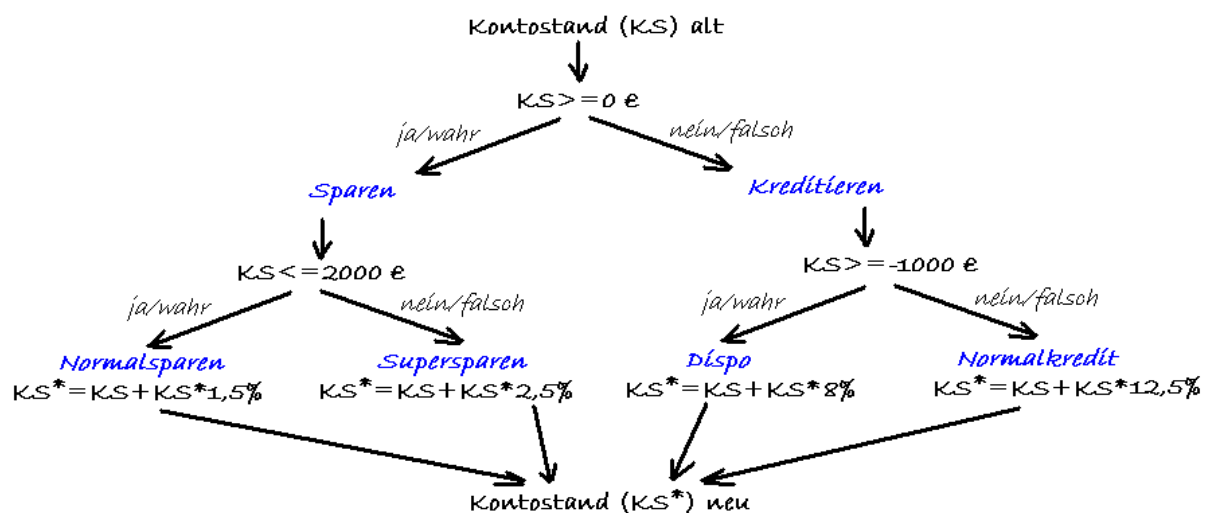 Kontostand (KS) alt
KS>=0 €
ja/wahr
nein/falsch
Sparen
Kreditieren
KS<=2000 €
KS>=-1000 €
ja/wahr
nein/falsch
ja/wahr
nein/falsch
Normalsparen
Supersparen
Dispo
Normalkredit
KS*=KS+KS*1,5%
KS*=KS+KS*2,5%
KS*=KS+KS*8%
KS*=KS+KS*12,5%
Kontostand (KS*) neu